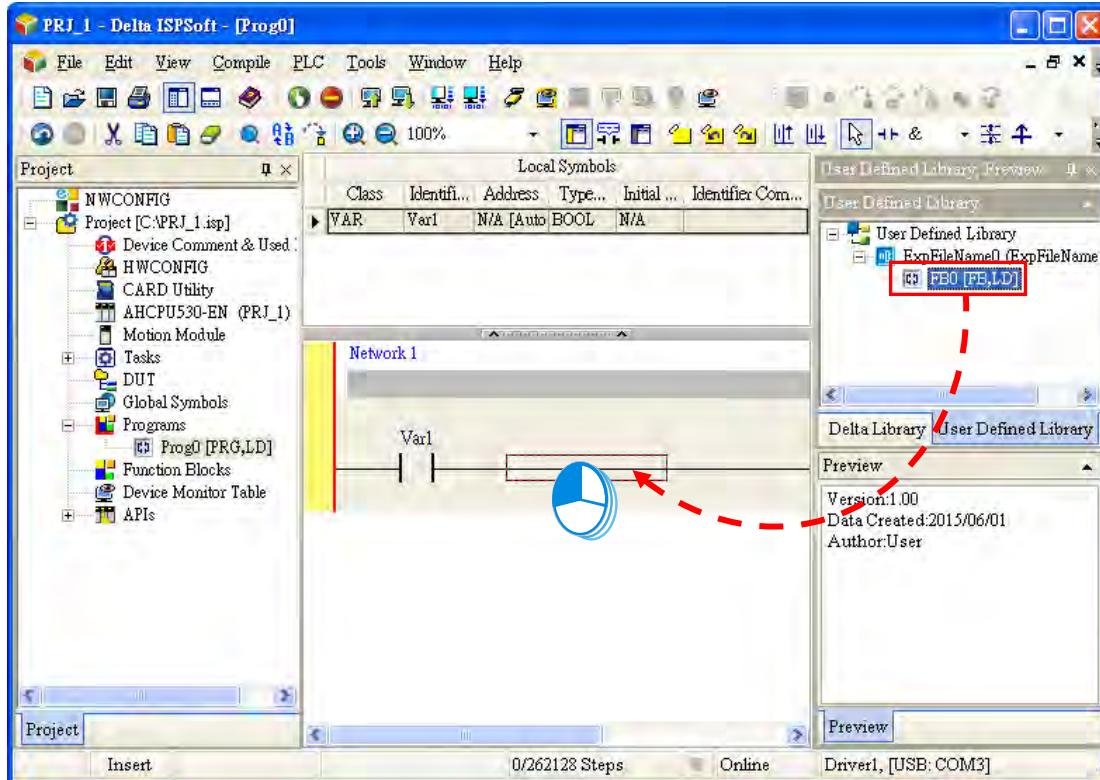 PRJ_1 - Delta ISPSoft - [Prog0]
File Edit View Compile PLC Tools Window Help
100%
Project
NWCONFIG
Project [C:\PRJ_1.isp]
Device Comment & Used
HWCONFIG
CARD Utility
AHCPU530-EN (PRJ_1)
Motion Module
Tasks
DUT
Global Symbols
Programs
Prog0 [PRG,LD]
Function Blocks
Device Monitor Table
APIs
Project
Local Symbols
Class Identifi... Address Type... Initial ... Identifier Com...
VAR Var1 N/A [Auto BOOL N/A
Network 1
Var1
User Defined Library, Preview
User Defined Library
User Defined Library
ExpFileName0 (ExpFileName
FB0 [FB,LD]
Delta Library User Defined Library
Preview
Version:1.00
Data Created:2015/06/01
Author:User
Preview
Insert 0/262128 Steps Online Driver1, [USB: COM3]